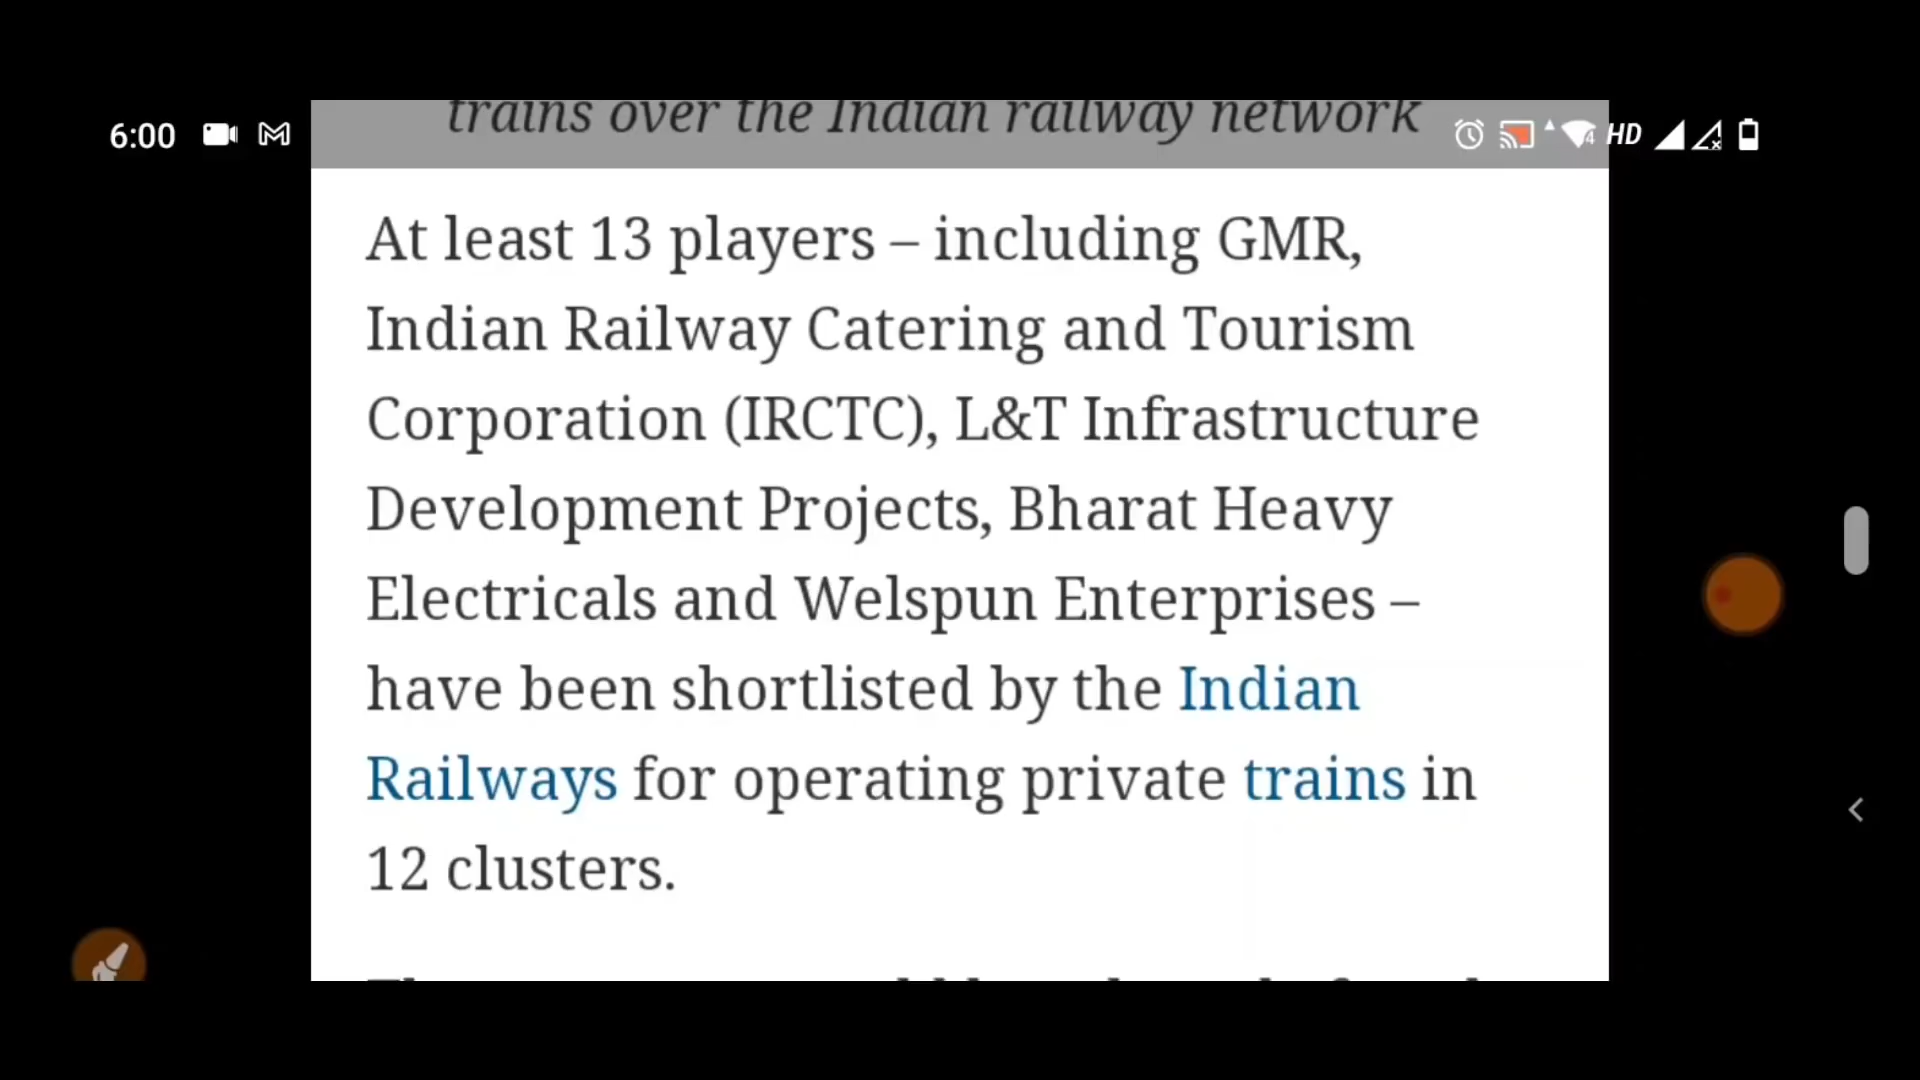 trains over the Indian railway network
6:00
4 HD
At least 13 players – including GMR,
Indian Railway Catering and Tourism
Corporation (IRCTC), L&T Infrastructure
Development Projects, Bharat Heavy
Electricals and Welspun Enterprises –
have been shortlisted by the Indian
Railways for operating private trains in
12 clusters.